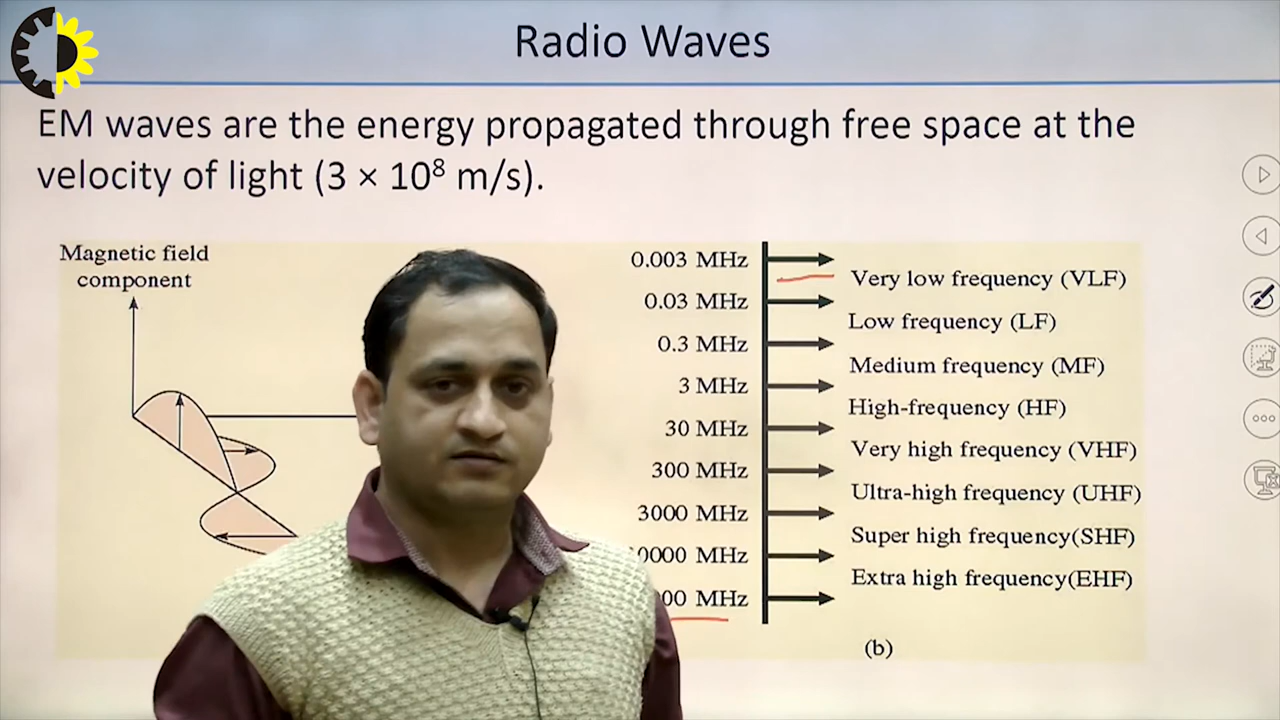 Radio Waves
EM waves are the energy propagated through free space at the
velocity of light (3 × 10⁸ m/s).
Magnetic field
component
0.003 MHz
Very low frequency (VLF)
0.03 MHz
Low frequency (LF)
0.3 MHz
Medium frequency (MF)
3 MHz
High-frequency (HF)
30 MHz
Very high frequency (VHF)
300 MHz
Ultra-high frequency (UHF)
3000 MHz
Super high frequency(SHF)
MHz
Extra high frequency(EHF)
MHz
(b)